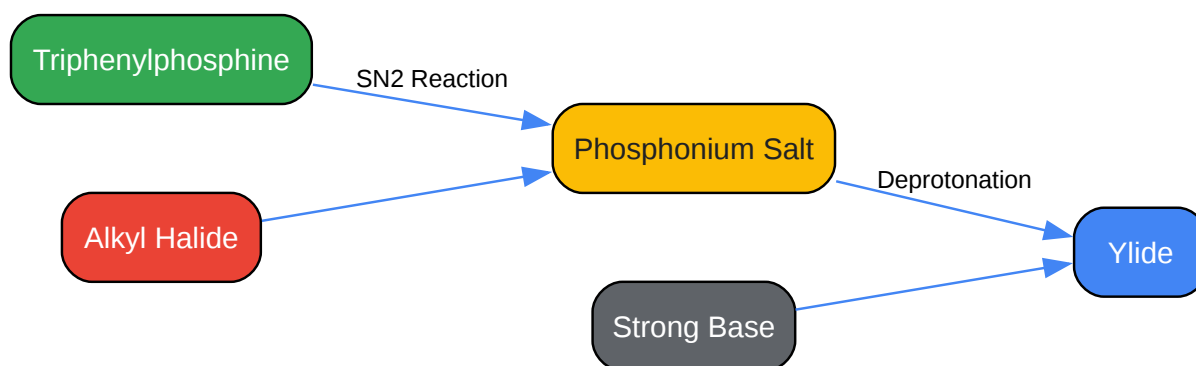 Triphenylphosphine
SN2 Reaction
Phosphonium Salt
Deprotonation
Alkyl Halide
Ylide
Strong Base